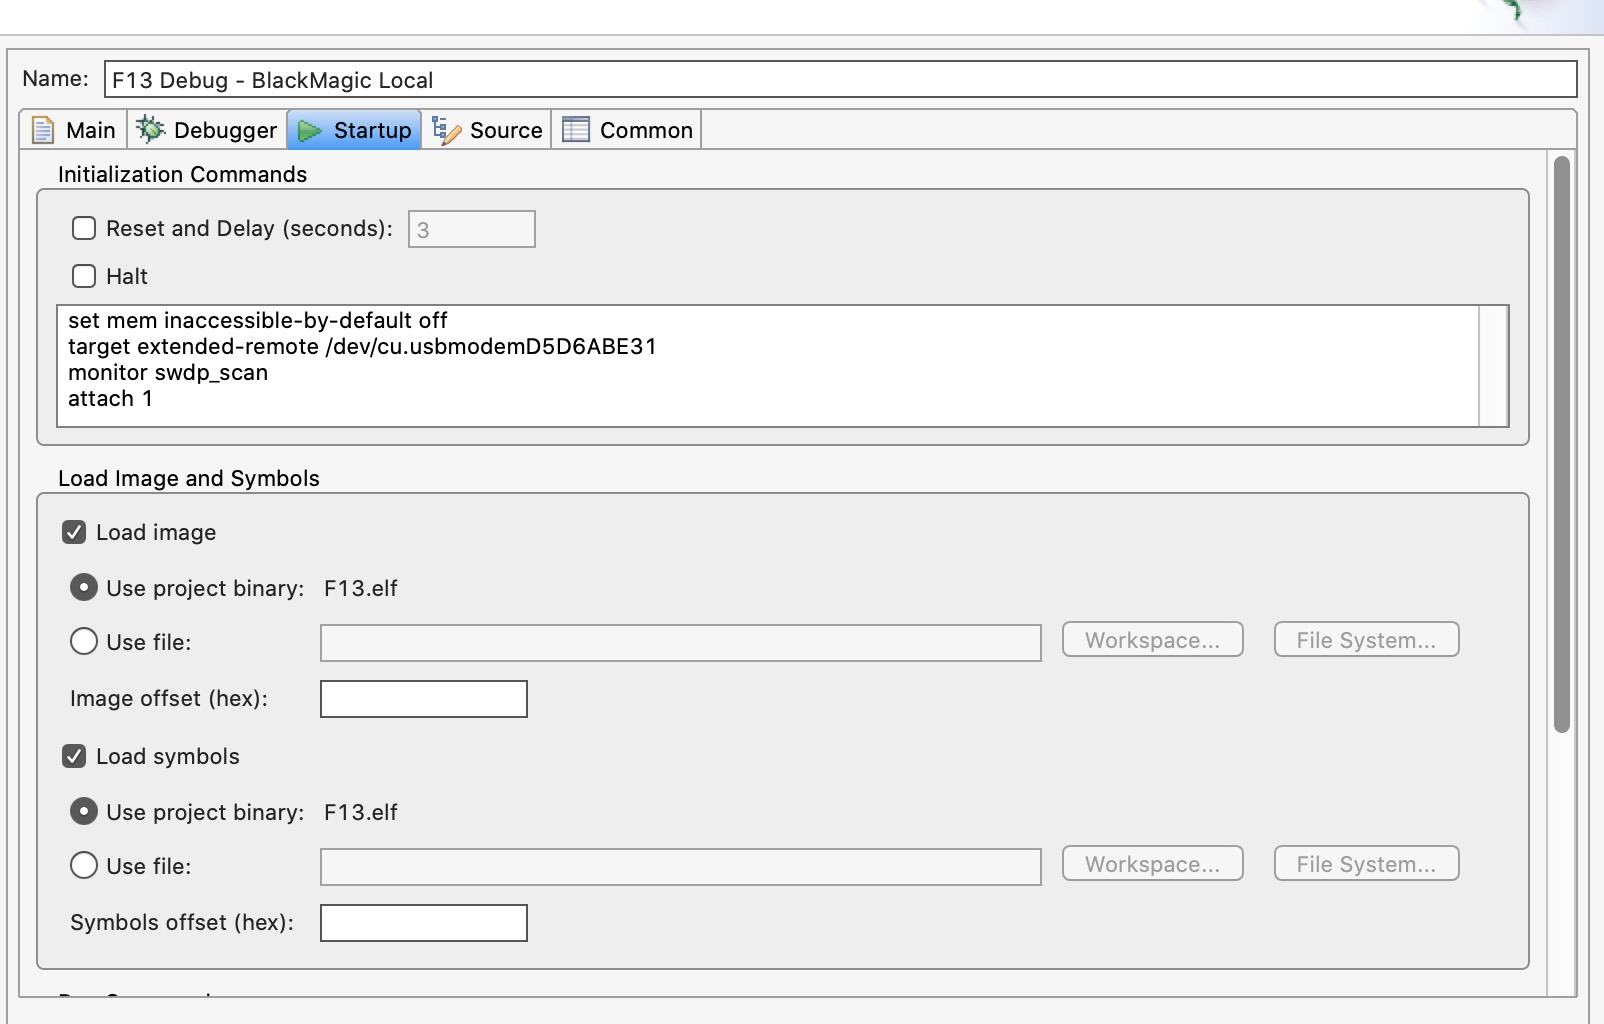 Name: F13 Debug - BlackMagic Local
Main Debugger Startup Source Common
Initialization Commands
Reset and Delay (seconds): 3
Halt
set mem inaccessible-by-default off
target extended-remote /dev/cu.usbmodemD5D6ABE31
monitor swdp_scan
attach 1
Load Image and Symbols
Load image
Use project binary: F13.elf
Use file: Workspace... File System...
Image offset (hex):
Load symbols
Use project binary: F13.elf
Use file: Workspace... File System...
Symbols offset (hex):